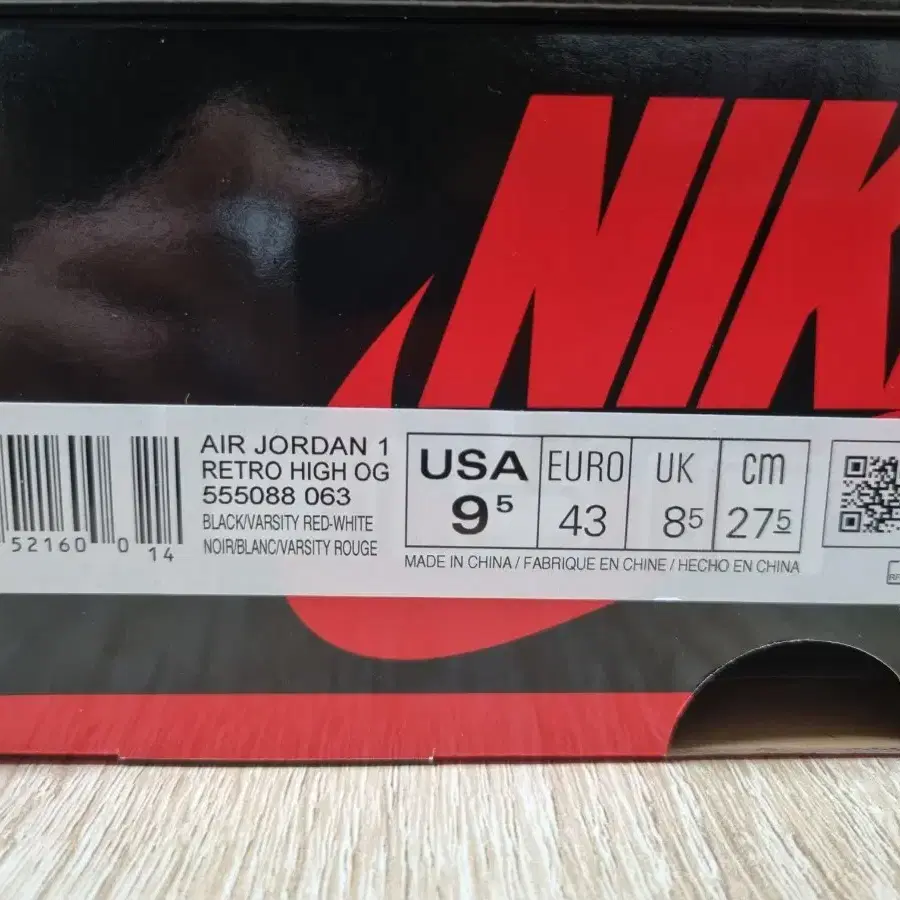 NIK
AIR JORDAN 1
RETRO HIGH OG
555088 063
BLACK/VARSITY RED-WHITE
NOIR/BLANC/VARSITY ROUGE
52160 0 14
USA EURO UK cm
9⁵ 43 8⁵ 27⁵
MADE IN CHINA / FABRIQUE EN CHINE / HECHO EN CHINA